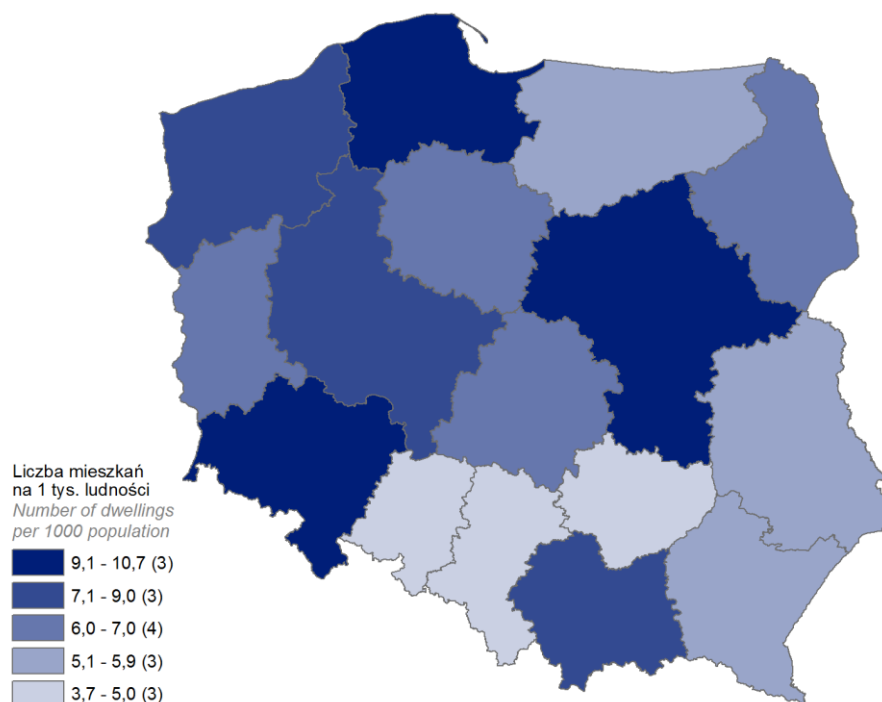 Liczba mieszkań
na 1 tys. ludności
Number of dwellings
per 1000 population
9,1 - 10,7 (3)
7,1 - 9,0 (3)
6,0 - 7,0 (4)
5,1 - 5,9 (3)
3,7 - 5,0 (3)